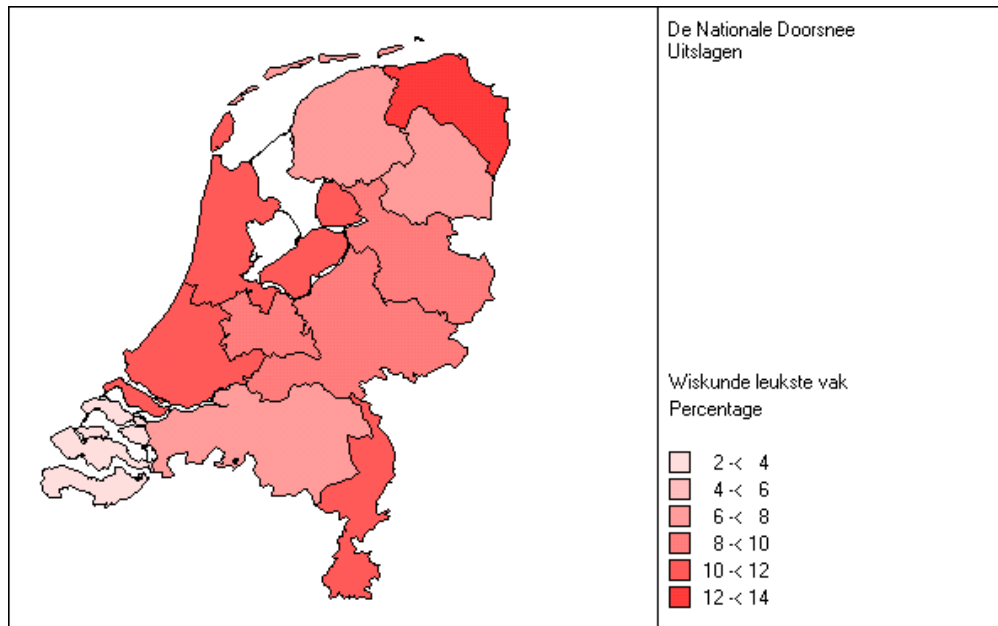 De Nationale Doorsnee
Uitslagen
Wiskunde leukste vak
Percentage
2 -< 4
4 -< 6
6 -< 8
8 -< 10
10 -< 12
12 -< 14